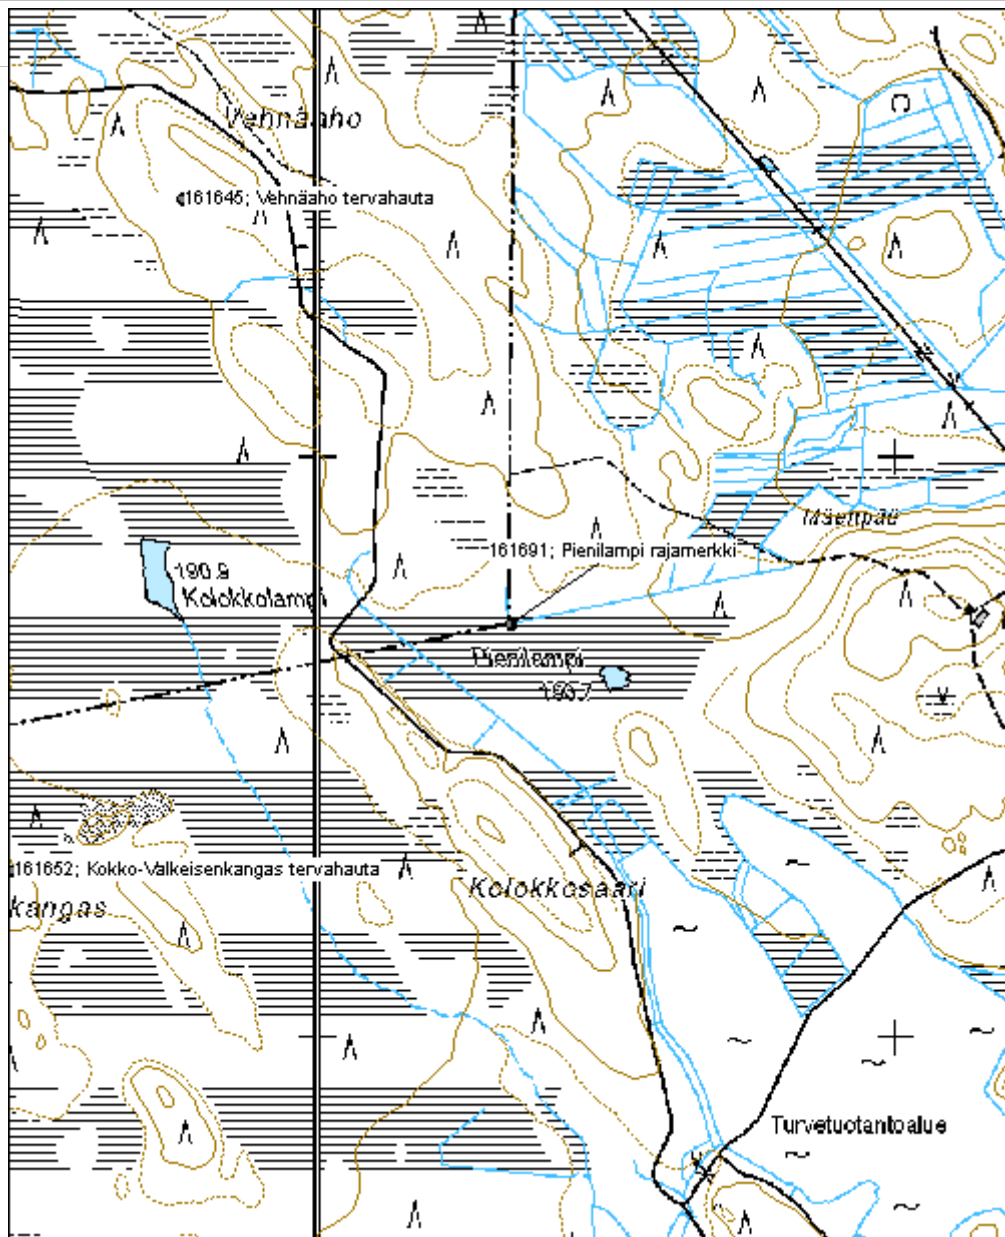 Vehnäaho
161645; Vehnäaho tervahauta
Mäenpää
161691; Pienilampi rajamerkki
190.9
Kolokkolampi
Pienilampi
190.7
161652; Kokko-Valkeisenkangas tervahauta
Kolokkosaari
kangas
Turvetuotantoalue